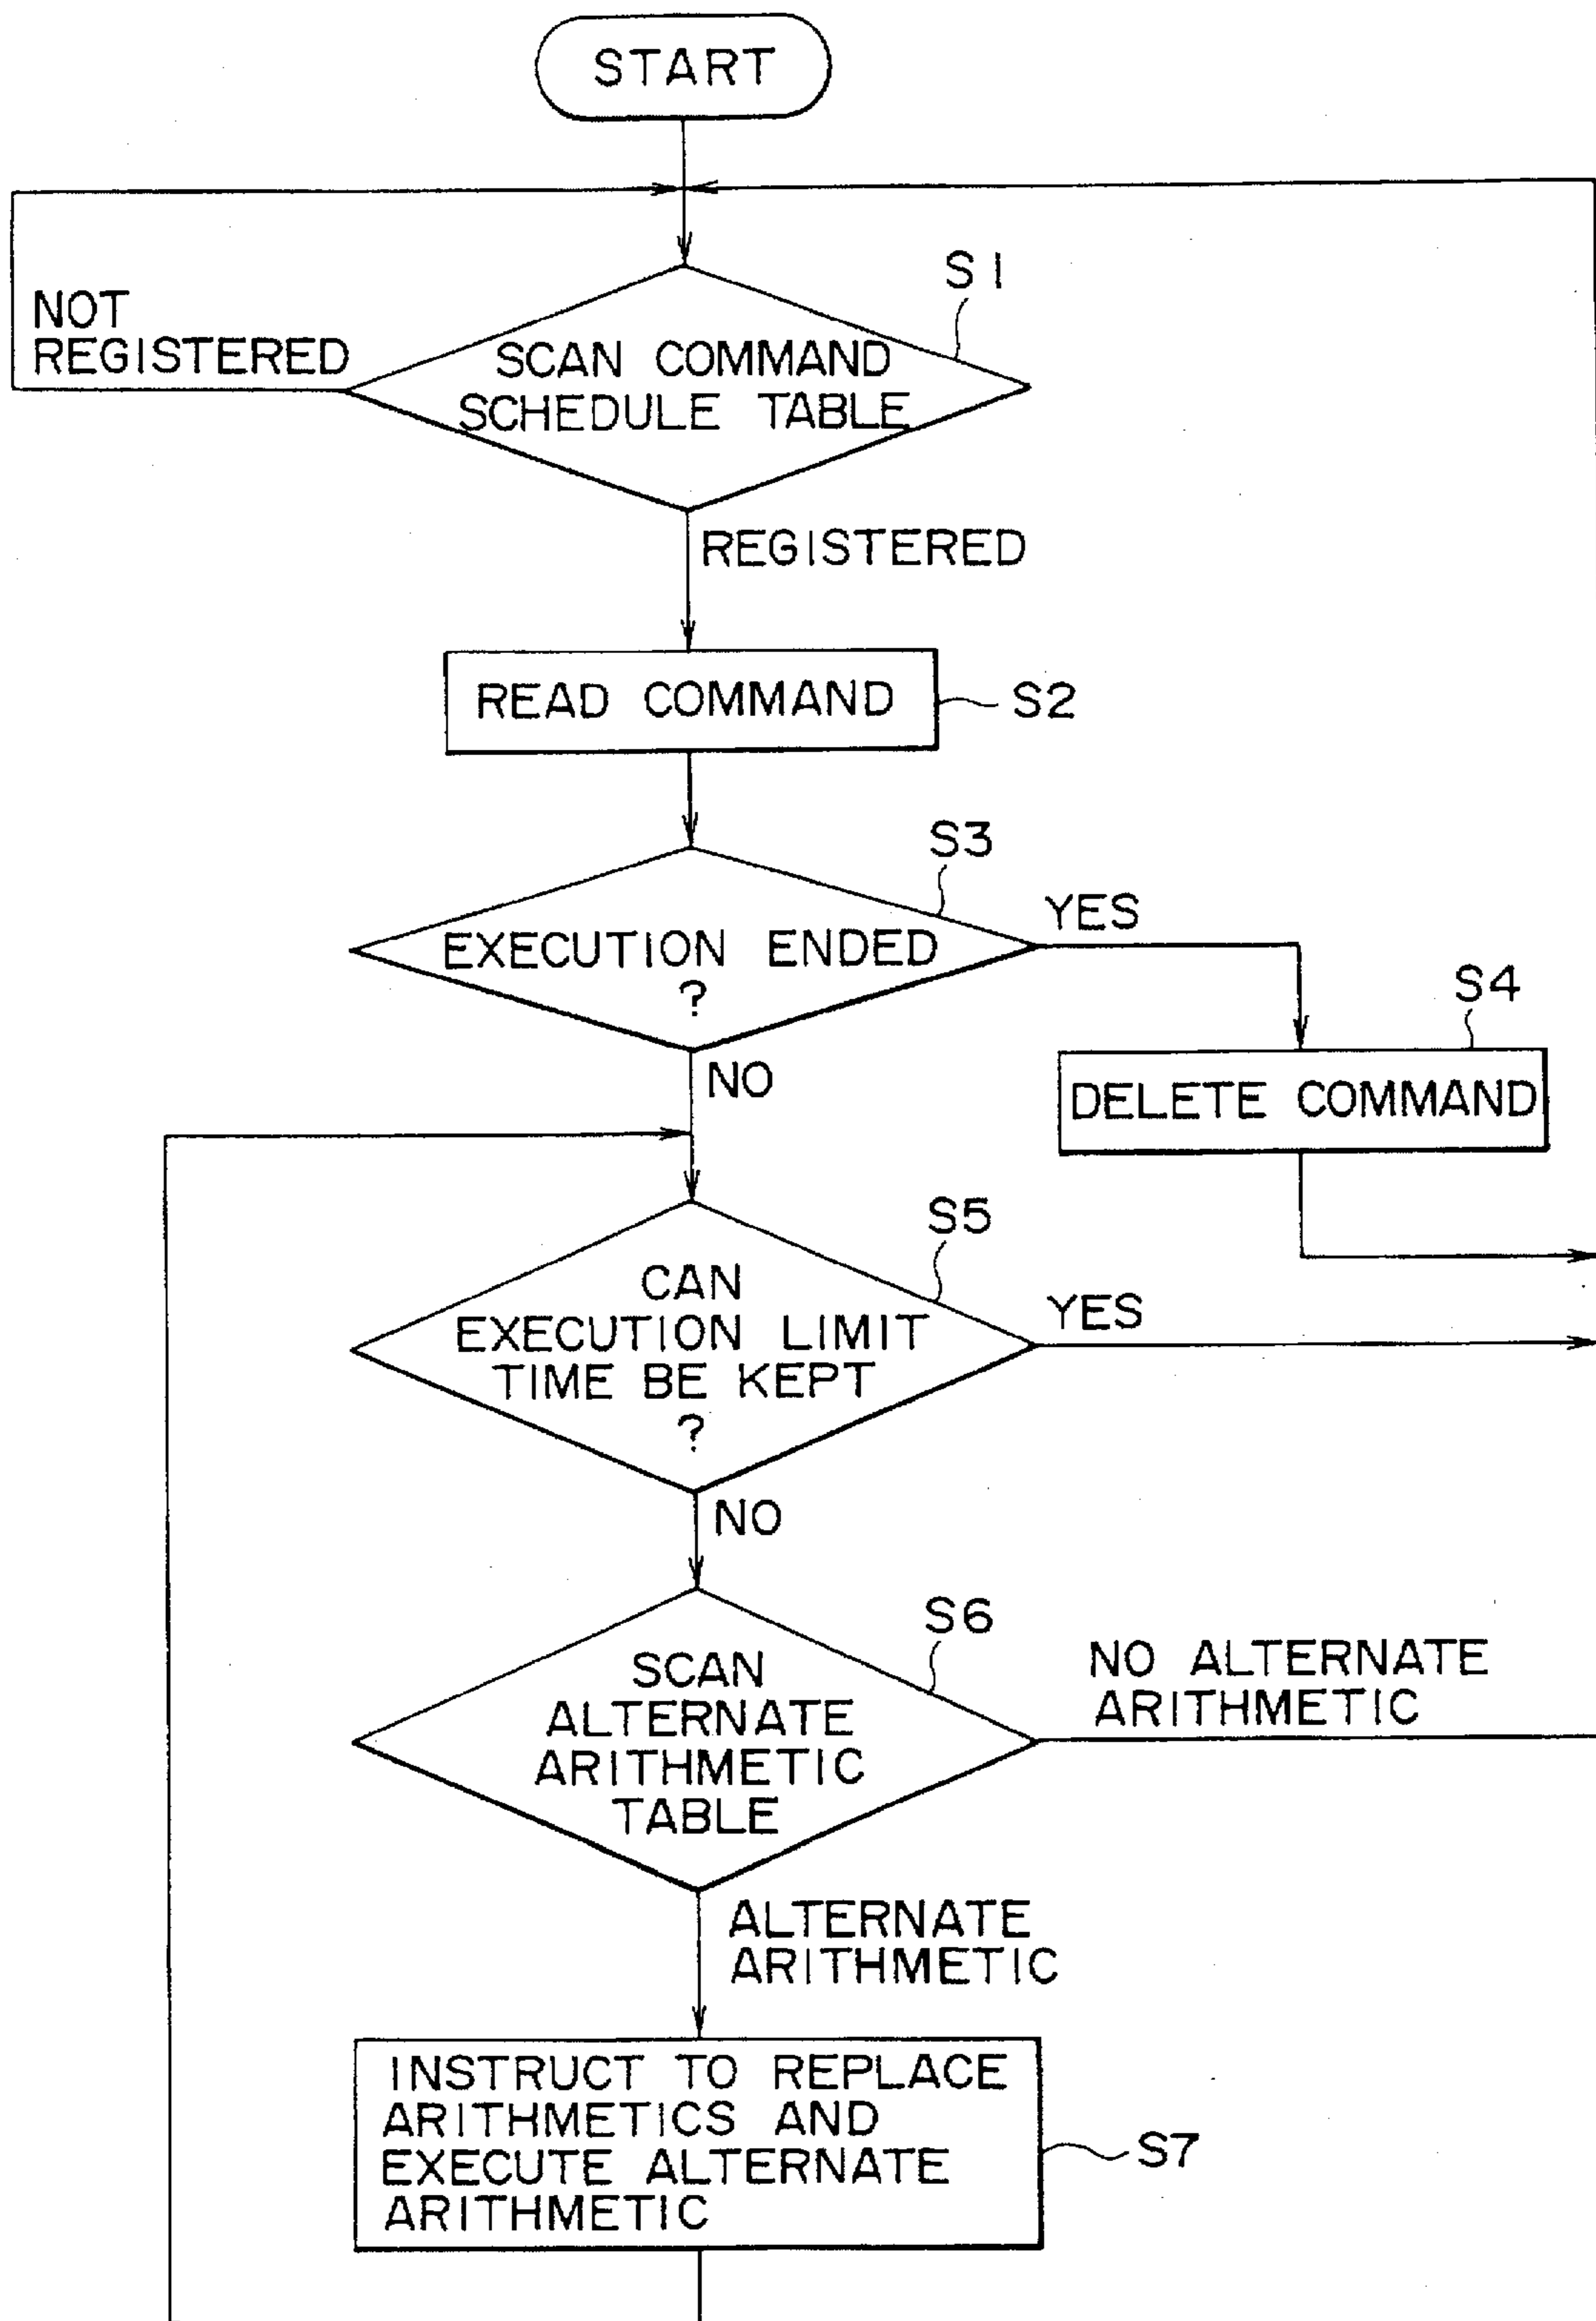 START
S1
NOT
REGISTERED
SCAN COMMAND
SCHEDULE TABLE
REGISTERED
READ COMMAND
S2
S3
YES
EXECUTION ENDED
?
S4
NO
DELETE COMMAND
S5
CAN
EXECUTION LIMIT
TIME BE KEPT
?
YES
NO
S6
SCAN
ALTERNATE
ARITHMETIC
TABLE
NO ALTERNATE
ARITHMETIC
ALTERNATE
ARITHMETIC
INSTRUCT TO REPLACE
ARITHMETICS AND
EXECUTE ALTERNATE
ARITHMETIC
S7